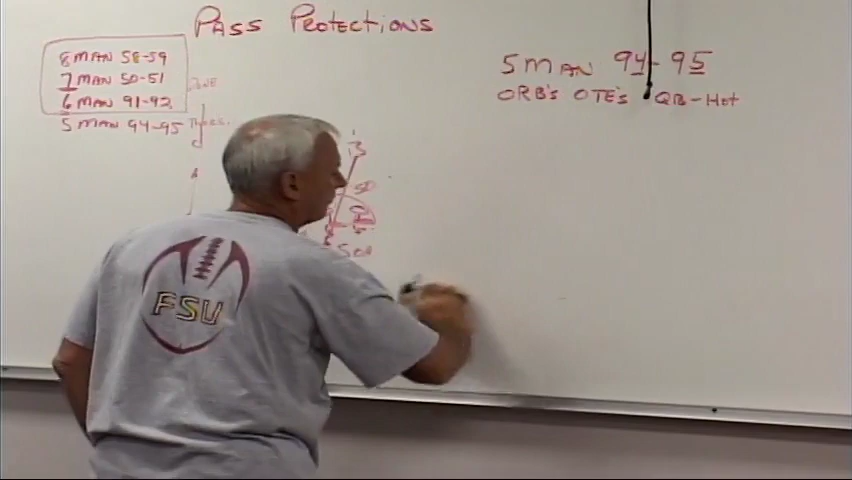 PASS PROTECTIONS
8 MAN 58-59
7 MAN 50-51
6 MAN 91-92
5 MAN 94-95
5 MAN 94-95
ORB's OTE's QB-Hot
FSU